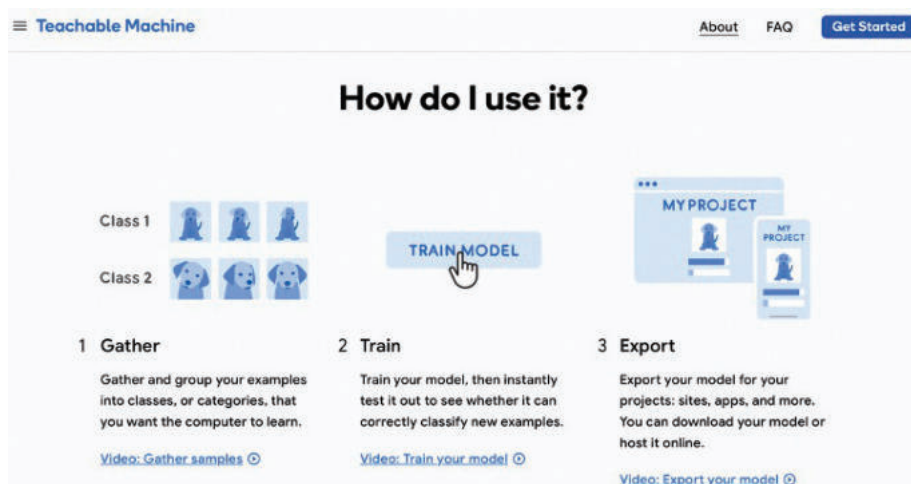 Teachable Machine
About FAQ Get Started
How do I use it?
Class 1
Class 2
TRAIN MODEL
MY PROJECT
MY
PROJECT
1 Gather
Gather and group your examples
into classes, or categories, that
you want the computer to learn.
Video: Gather samples
2 Train
Train your model, then instantly
test it out to see whether it can
correctly classify new examples.
Video: Train your model
3 Export
Export your model for your
projects: sites, apps, and more.
You can download your model or
host it online.
Video: Export your model